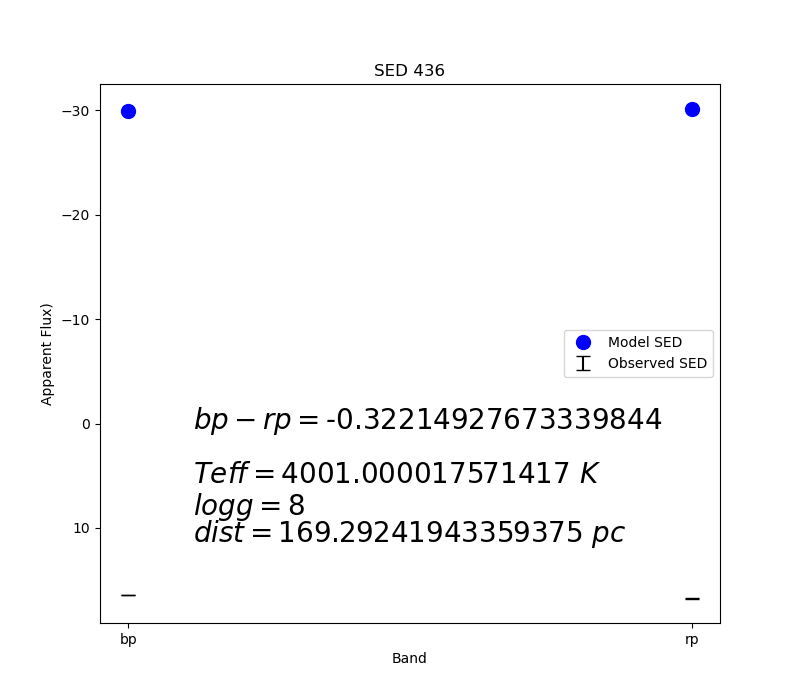 SED 436
−30
−20
−10
0
10
Apparent Flux)
Model SED
Observed SED
bp − rp = -0.32214927673339844
Teff = 4001.000017571417 K
logg = 8
dist = 169.29241943359375 pc
bp
rp
Band